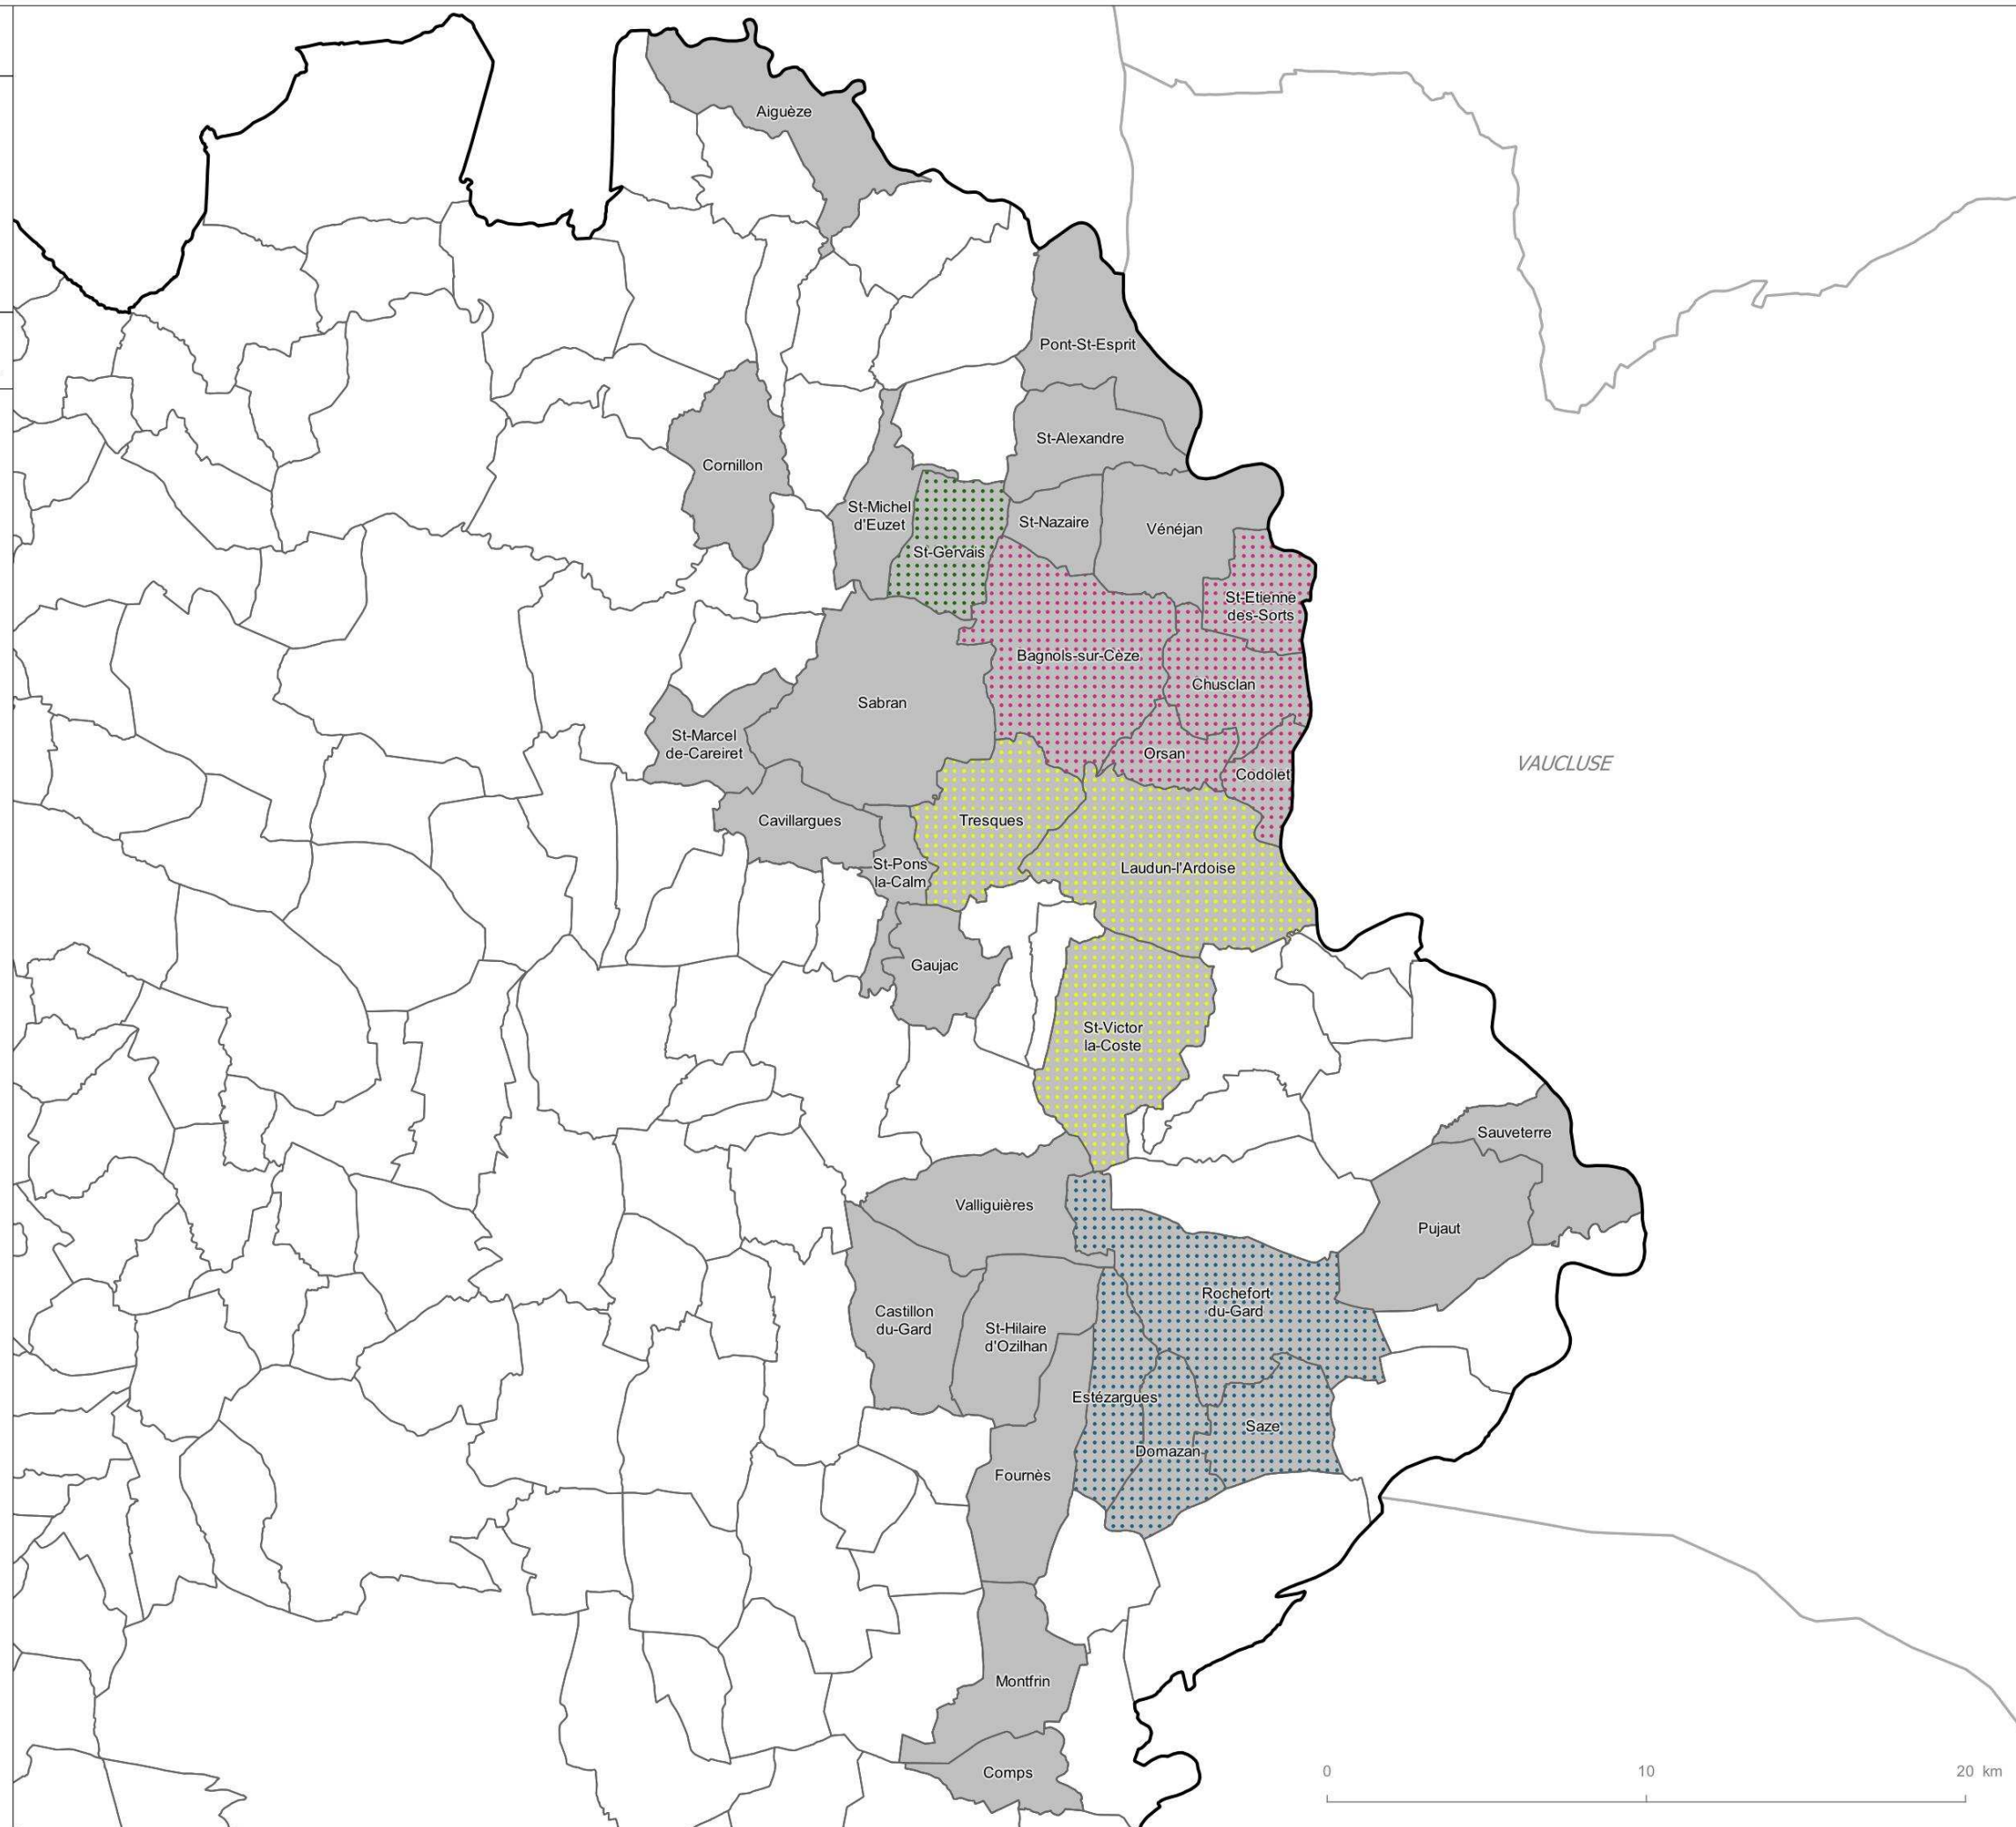 Aiguèze
Pont-St-Esprit
St-Alexandre
Cornillon
St-Michel
d'Euzet
St-Nazaire
Vénéjan
St-Gervais
St-Etienne
des-Sorts
Bagnols-sur-Cèze
Chusclan
Sabran
St-Marcel
de-Careiret
Orsan
Codolet
VAUCLUSE
Cavillargues
Tresques
St-Pons
la-Calm
Laudun-l'Ardoise
Gaujac
St-Victor
la-Coste
Sauveterre
Valliguières
Pujaut
Rochefort
du-Gard
Castillon
du-Gard
St-Hilaire
d'Ozilhan
Estézargues
Saze
Domazan
Fournès
Montfrin
Comps
0 10 20 km